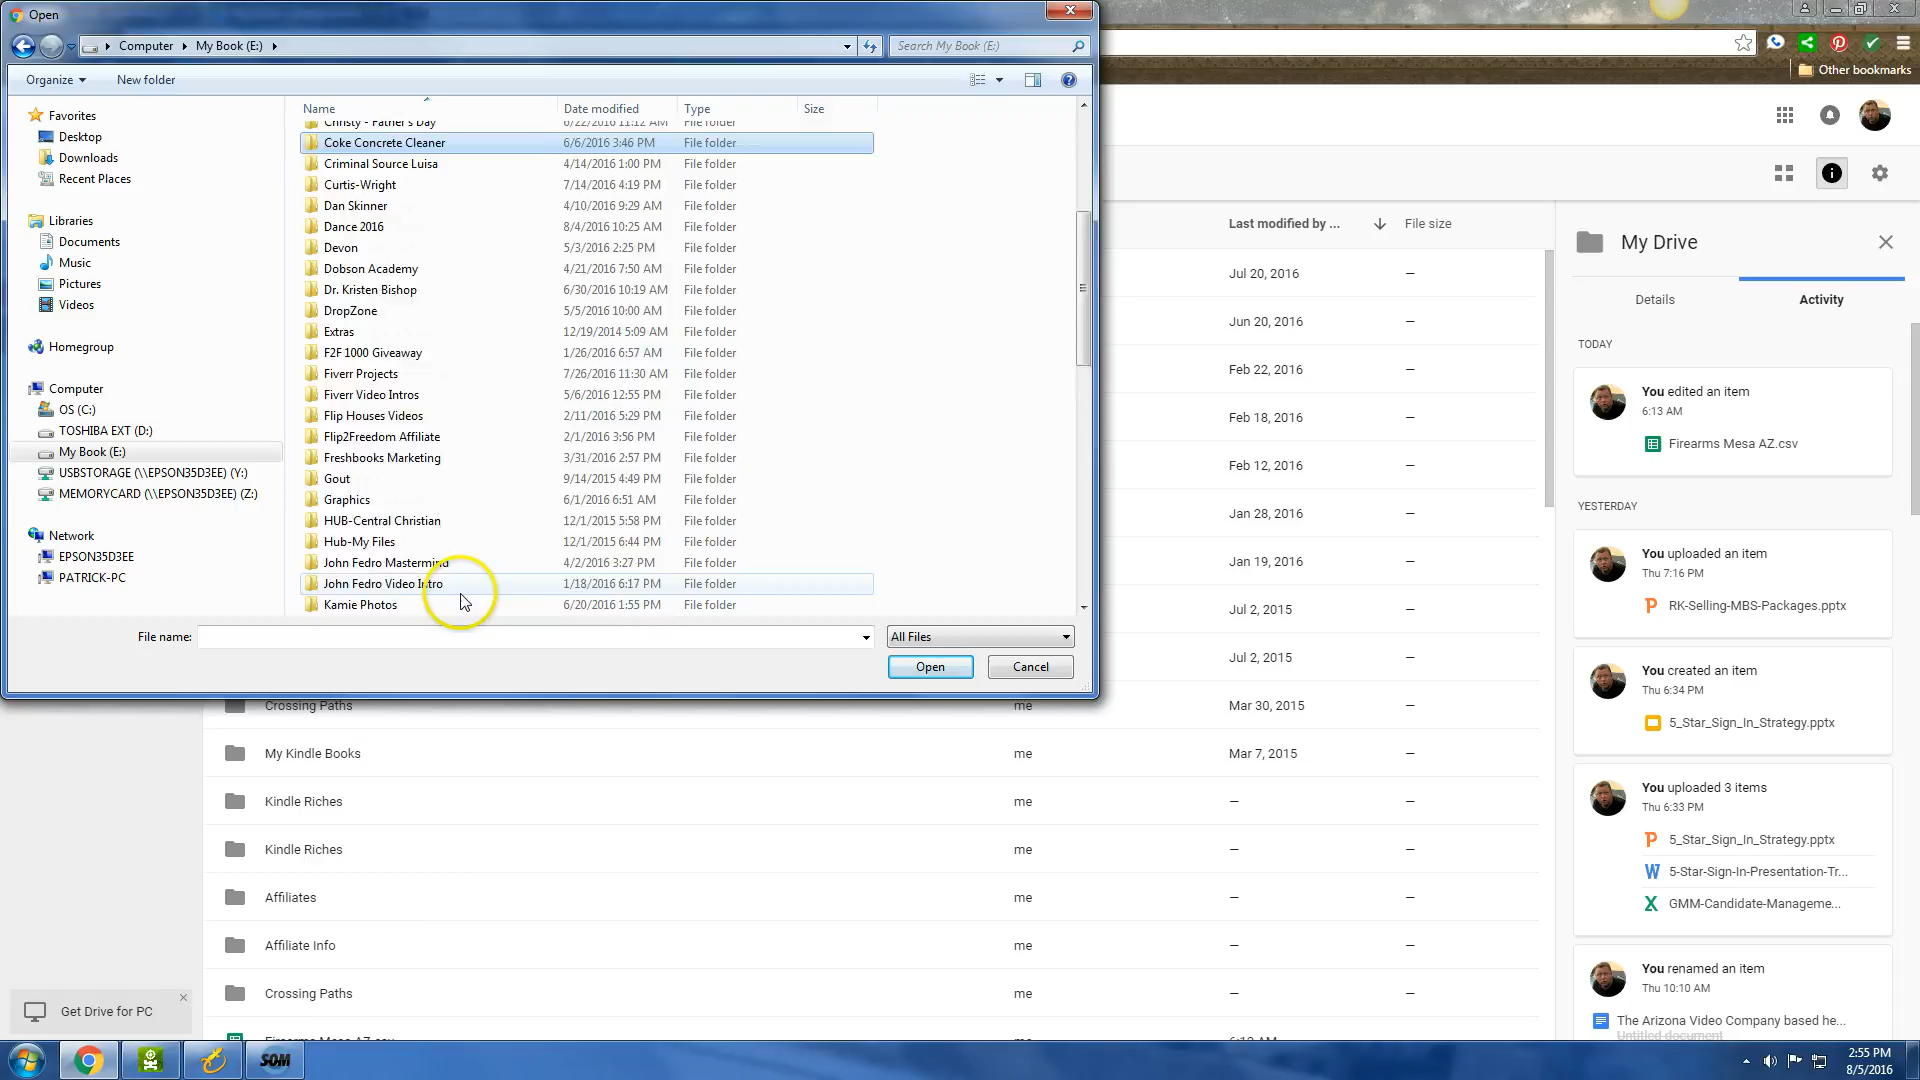 Open
Computer My Book (E:)
Search My Book (E:)
Organize
New folder
Other bookmarks
Favorites
Desktop
Downloads
Recent Places
Libraries
Documents
Music
Pictures
Videos
Homegroup
Computer
OS (C:)
TOSHIBA EXT (D:)
My Book (E:)
USBSTORAGE (\\EPSON35D3EE) (Y:)
MEMORYCARD (\\EPSON35D3EE) (Z:)
Network
EPSON35D3EE
PATRICK-PC
Name Date modified Type Size
Christy - Father's Day 6/22/2016 11:12 AM File folder
Coke Concrete Cleaner 6/6/2016 3:46 PM File folder
Criminal Source Luisa 4/14/2016 1:00 PM File folder
Curtis-Wright 7/14/2016 4:19 PM File folder
Dan Skinner 4/10/2016 9:29 AM File folder
Dance 2016 8/4/2016 10:25 AM File folder
Devon 5/3/2016 2:25 PM File folder
Dobson Academy 4/21/2016 7:50 AM File folder
Dr. Kristen Bishop 6/30/2016 10:19 AM File folder
DropZone 5/5/2016 10:00 AM File folder
Extras 12/19/2014 5:09 AM File folder
F2F 1000 Giveaway 1/26/2016 6:57 AM File folder
Fiverr Projects 7/26/2016 11:30 AM File folder
Fiverr Video Intros 5/6/2016 12:55 PM File folder
Flip Houses Videos 2/11/2016 5:29 PM File folder
Flip2Freedom Affiliate 2/1/2016 3:56 PM File folder
Freshbooks Marketing 3/31/2016 2:57 PM File folder
Gout 9/14/2015 4:49 PM File folder
Graphics 6/1/2016 6:51 AM File folder
HUB-Central Christian 12/1/2015 5:58 PM File folder
Hub-My Files 12/1/2015 6:44 PM File folder
John Fedro Mastermind 4/2/2016 3:27 PM File folder
John Fedro Video Intro 1/18/2016 6:17 PM File folder
Kamie Photos 6/20/2016 1:55 PM File folder
File name:
All Files
Open
Cancel
Last modified by ... File size
Jul 20, 2016 –
Jun 20, 2016 –
Feb 22, 2016 –
Feb 18, 2016 –
Feb 12, 2016 –
Jan 28, 2016 –
Jan 19, 2016 –
Jul 2, 2015 –
Jul 2, 2015 –
Crossing Paths me Mar 30, 2015 –
My Kindle Books me Mar 7, 2015 –
Kindle Riches me – –
Kindle Riches me – –
Affiliates me – –
Affiliate Info me – –
Crossing Paths me – –
Firearms Mesa AZ.csv me 6:13 AM
Get Drive for PC
My Drive
Details
Activity
TODAY
You edited an item
6:13 AM
Firearms Mesa AZ.csv
YESTERDAY
You uploaded an item
Thu 7:16 PM
RK-Selling-MBS-Packages.pptx
You created an item
Thu 6:34 PM
5_Star_Sign_In_Strategy.pptx
You uploaded 3 items
Thu 6:33 PM
5_Star_Sign_In_Strategy.pptx
5-Star-Sign-In-Presentation-Tr...
GMM-Candidate-Manageme...
You renamed an item
Thu 10:10 AM
The Arizona Video Company based he...
Untitled document
SOM
2:55 PM
8/5/2016